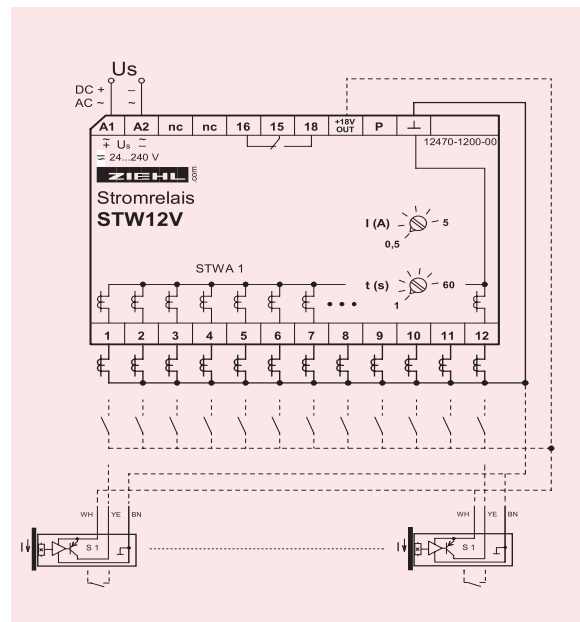 Us
DC + –
AC ~ ~
A1 A2 nc nc 16 15 18 +18V OUT P ⊥
+ Us –
~ ~
12470-1200-00
24...240 V
ZIEHL .com
Stromrelais
STW12V
I (A) 5
0,5
STWA 1
t (s) 60
1
1 2 3 4 5 6 7 8 9 10 11 12
WH YE BN WH YE BN
I S 1 I S 1